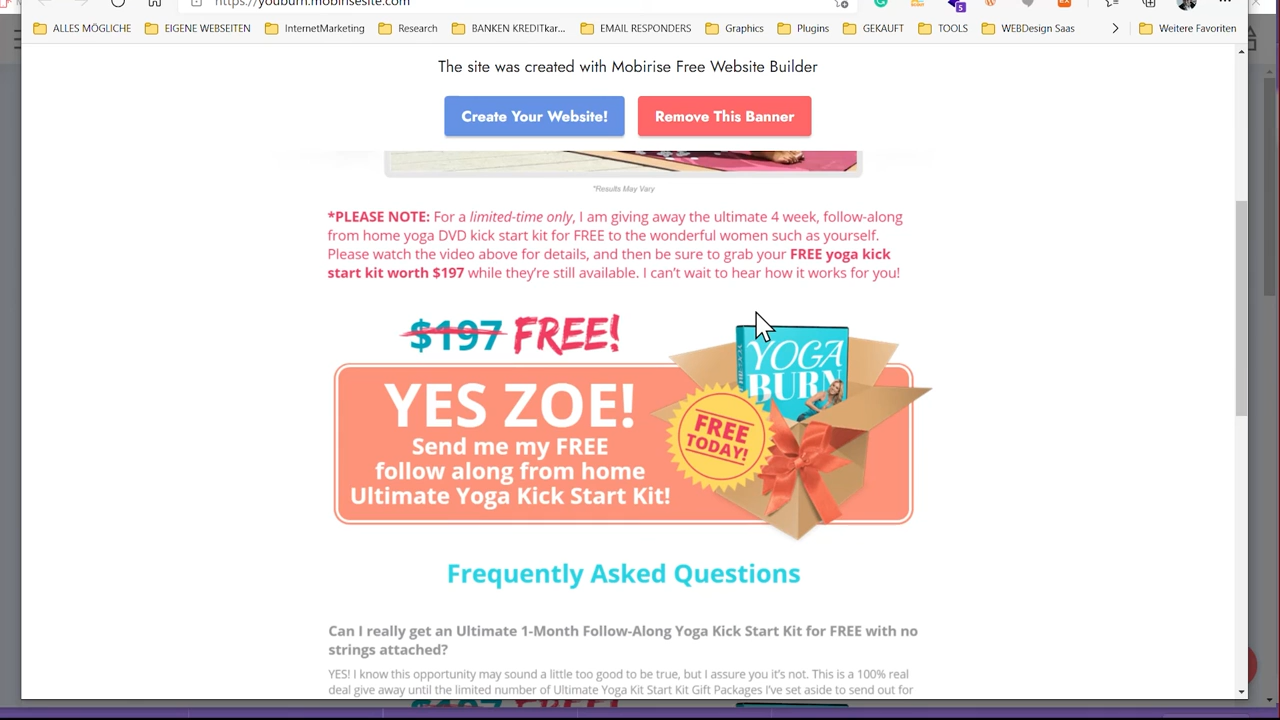 https://youburn.mobirisesite.com
ALLES MÖGLICHE EIGENE WEBSEITEN InternetMarketing Research BANKEN KREDITkar... EMAIL RESPONDERS Graphics Plugins GEKAUFT TOOLS WEBDesign Saas Weitere Favoriten
The site was created with Mobirise Free Website Builder
Create Your Website! Remove This Banner
*Results May Vary
*PLEASE NOTE: For a limited-time only, I am giving away the ultimate 4 week, follow-along
from home yoga DVD kick start kit for FREE to the wonderful women such as yourself.
Please watch the video above for details, and then be sure to grab your FREE yoga kick
start kit worth $197 while they're still available. I can't wait to hear how it works for you!
$197 FREE!
YOGA
BURN
YES ZOE!
Send me my FREE
follow along from home
Ultimate Yoga Kick Start Kit!
FREE
TODAY!
Frequently Asked Questions
Can I really get an Ultimate 1-Month Follow-Along Yoga Kick Start Kit for FREE with no
strings attached?
YES! I know this opportunity may sound a little too good to be true, but I assure you it's not. This is a 100% real
deal give away until the limited number of Ultimate Yoga Kit Start Kit Gift Packages I've set aside to send out for